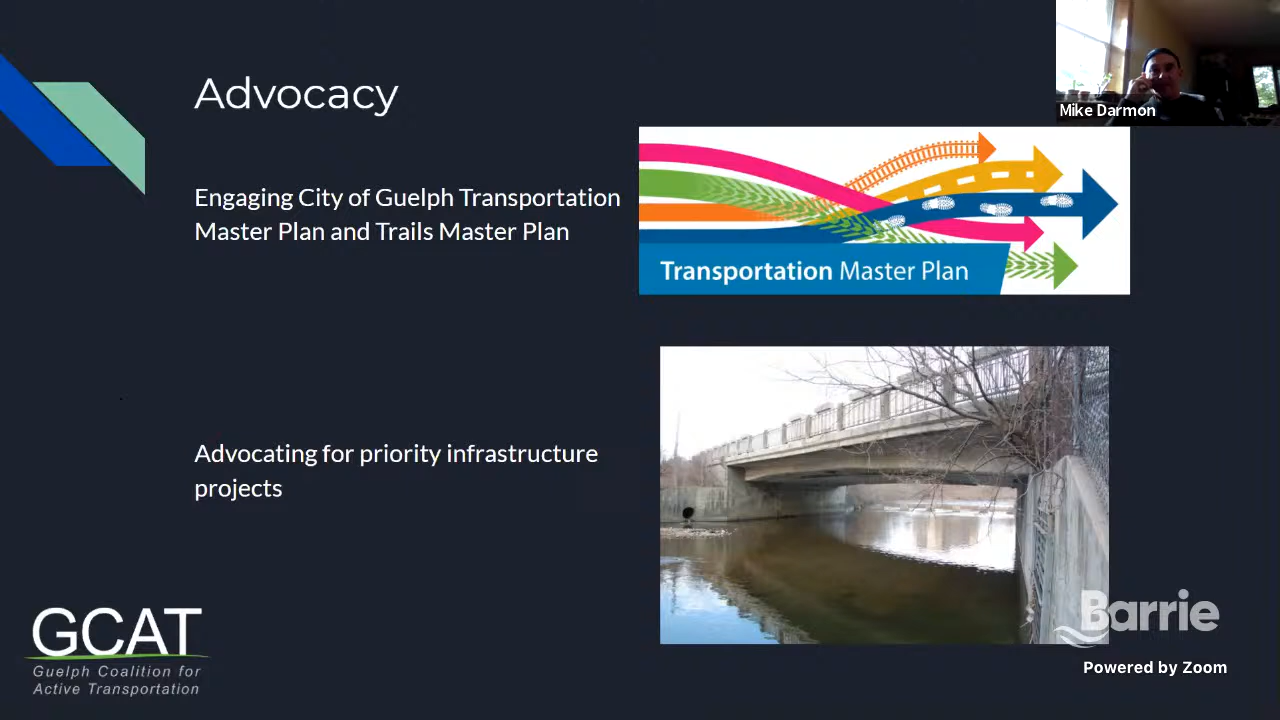 Advocacy
Mike Darmon
Engaging City of Guelph Transportation
Master Plan and Trails Master Plan
Transportation Master Plan
Advocating for priority infrastructure
projects
GCAT
Guelph Coalition for
Active Transportation
Barrie
Powered by Zoom